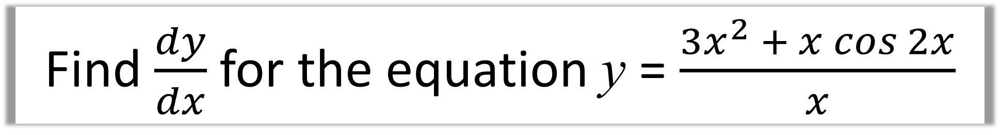 Find dy/dx for the equation y = (3x² + x cos 2x)/x